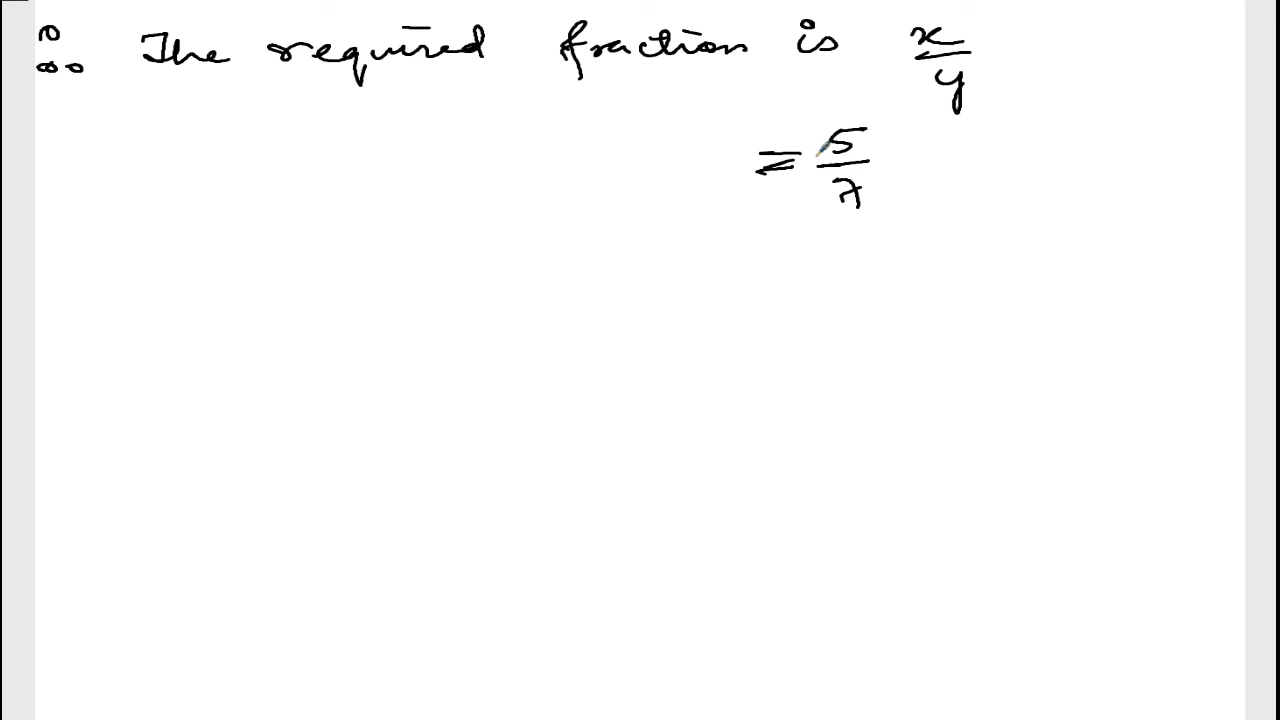 ∴ The required fraction is x/y
= 5/7